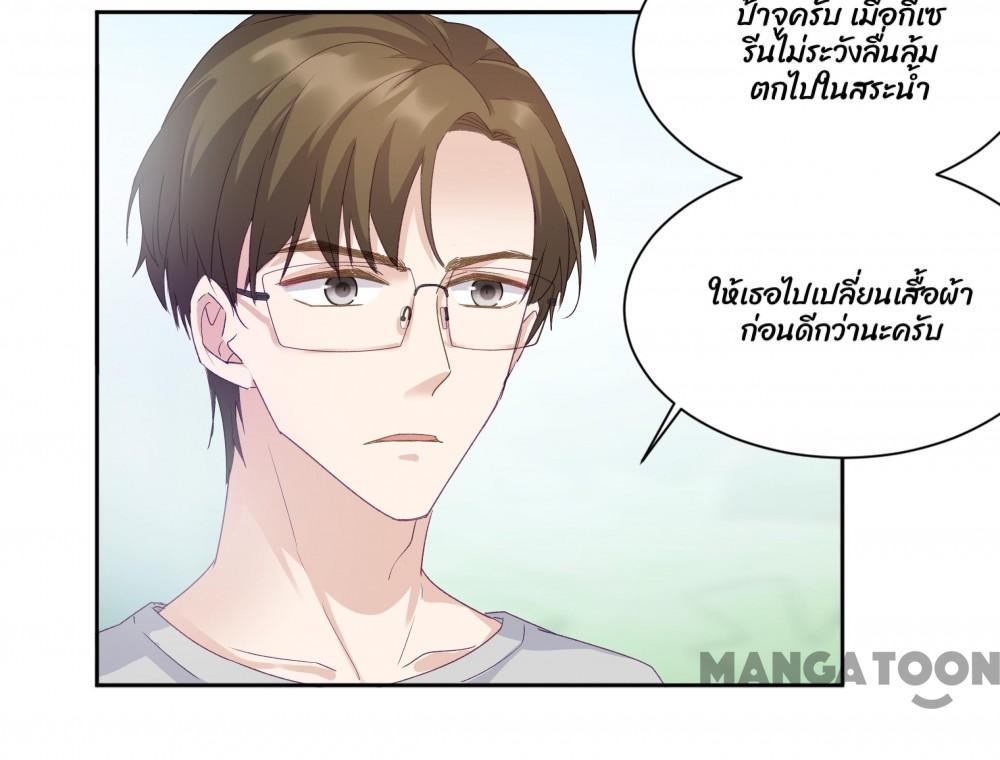 ป้าจูครับ เมื่อกี้เซ
รีนไม่ระวังลื่นล้ม
ตกไปในสระน้ำ
ให้เธอไปเปลี่ยนเสื้อผ้า
ก่อนดีกว่านะครับ
MANGATOON